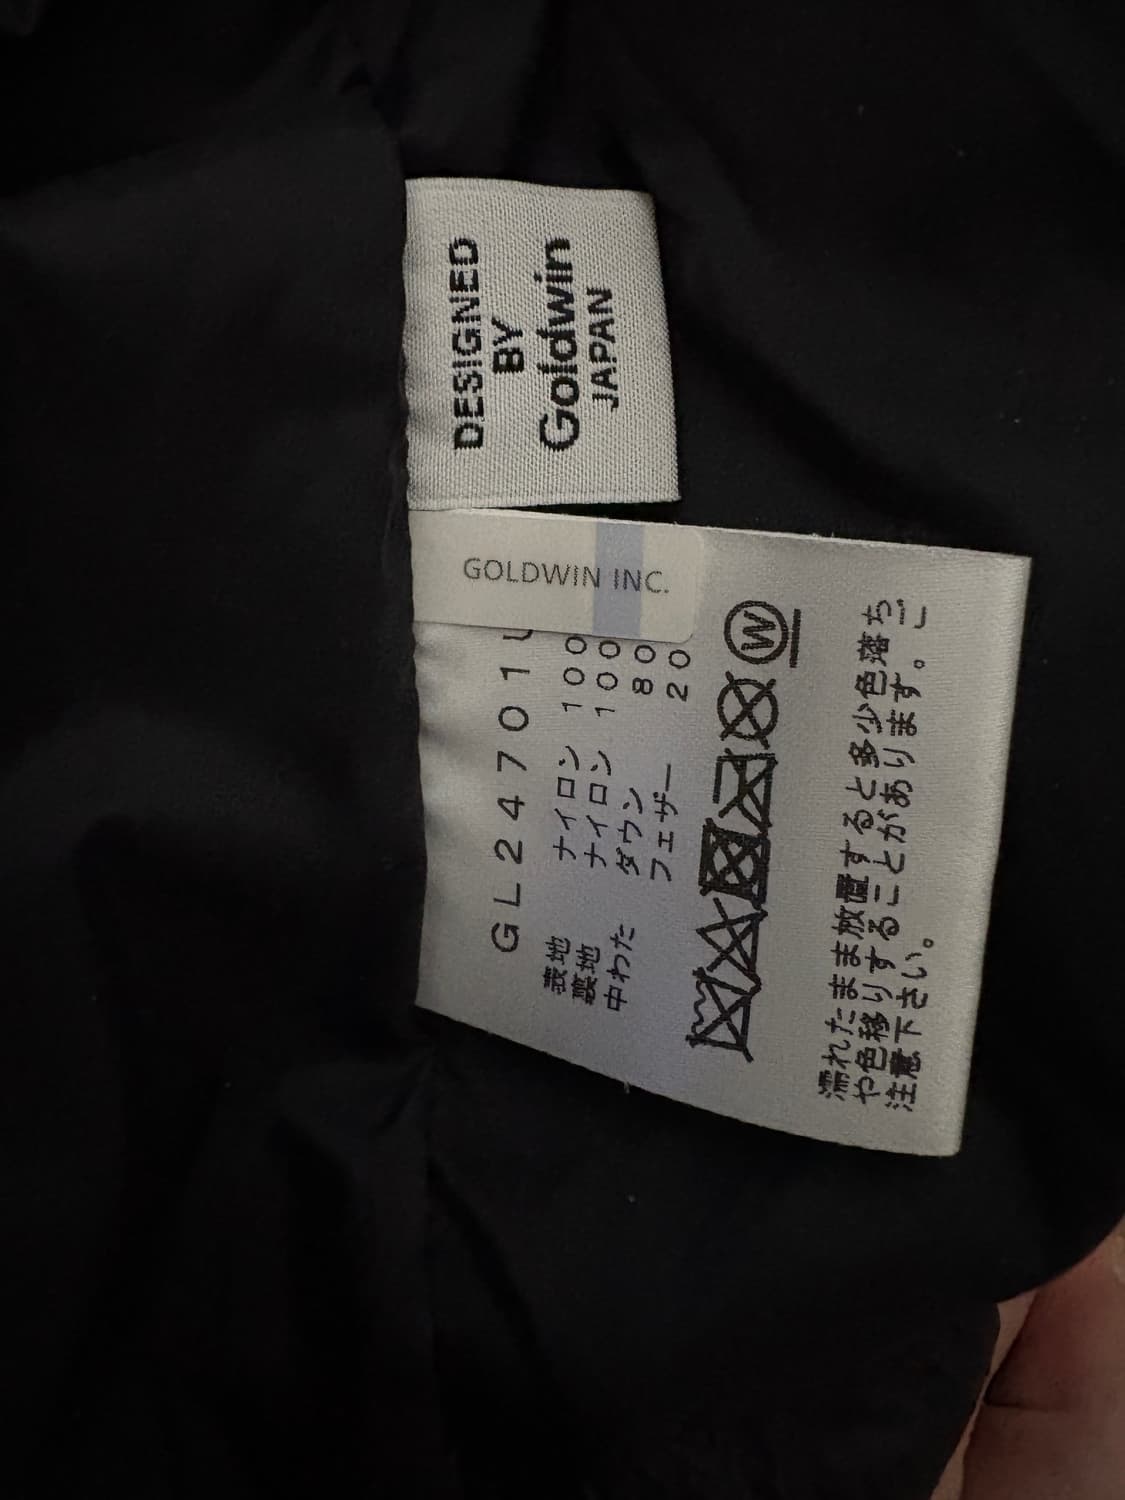 DESIGNED
BY
Goldwin
JAPAN
GOLDWIN INC.
GL24701
表地 ナイロン 100
裏地 ナイロン 100
中わた ダウン 80
フェザー 20
W
濡れたまま放置すると多少色落ち
や色移りすることがあります。ご
注意下さい。